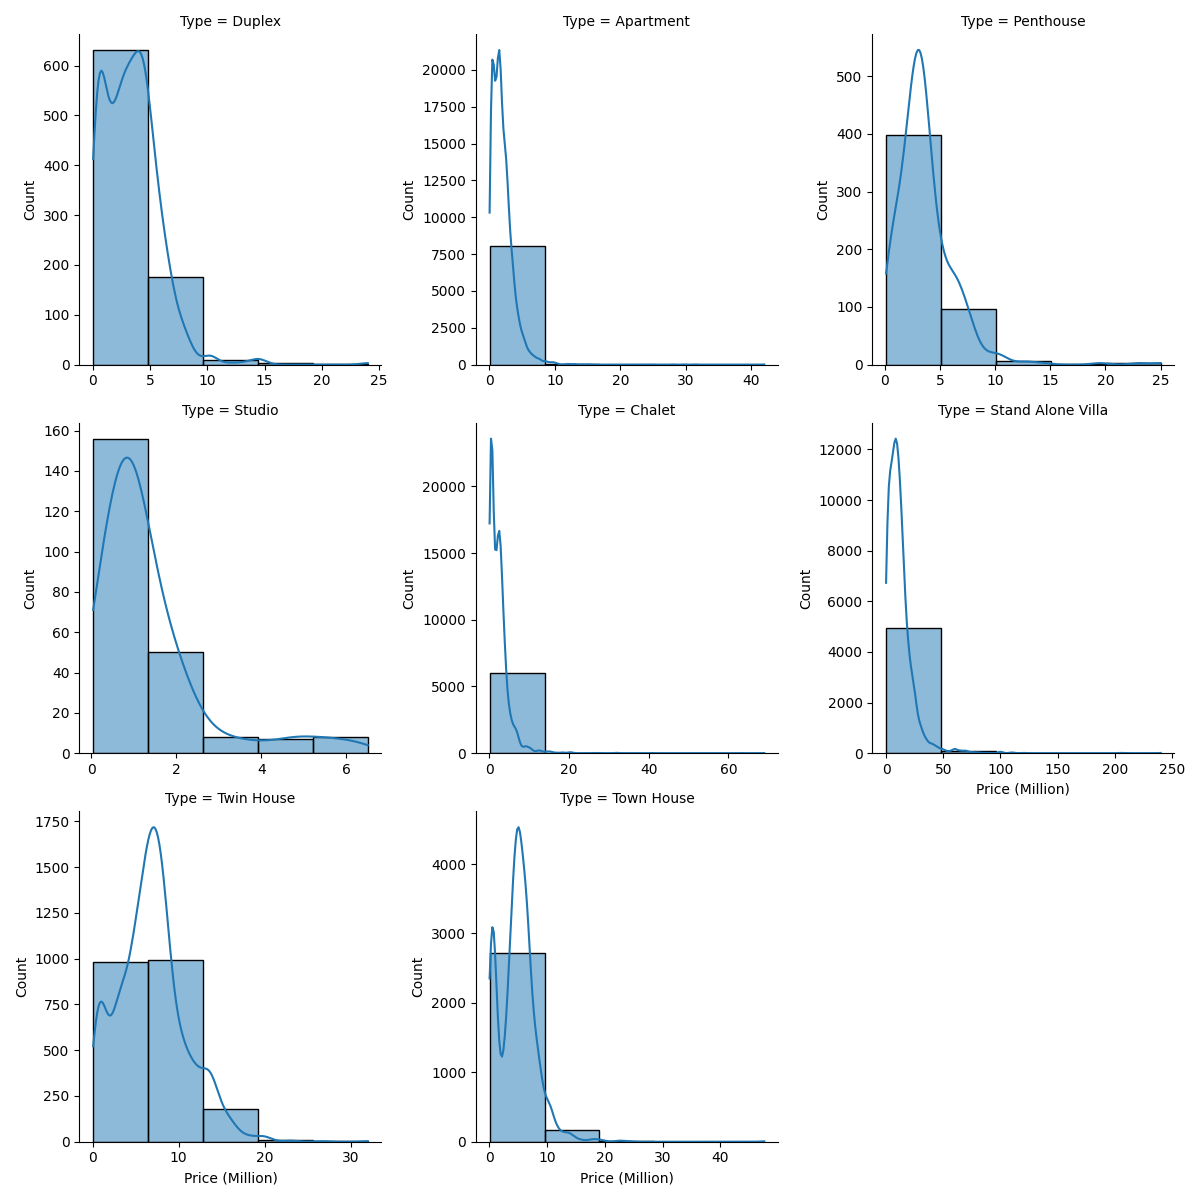 Type = Duplex
Type = Apartment
Type = Penthouse
Count
600
500
400
300
200
100
0
0 5 10 15 20 25
Count
20000
17500
15000
12500
10000
7500
5000
2500
0
0 10 20 30 40
Count
500
400
300
200
100
0
0 5 10 15 20 25
Type = Studio
Type = Chalet
Type = Stand Alone Villa
Count
160
140
120
100
80
60
40
20
0
0 2 4 6
Count
20000
15000
10000
5000
0
0 20 40 60
Count
12000
10000
8000
6000
4000
2000
0
0 50 100 150 200 250
Price (Million)
Type = Twin House
Type = Town House
Count
1750
1500
1250
1000
750
500
250
0
0 10 20 30
Price (Million)
Count
4000
3000
2000
1000
0
0 10 20 30 40
Price (Million)